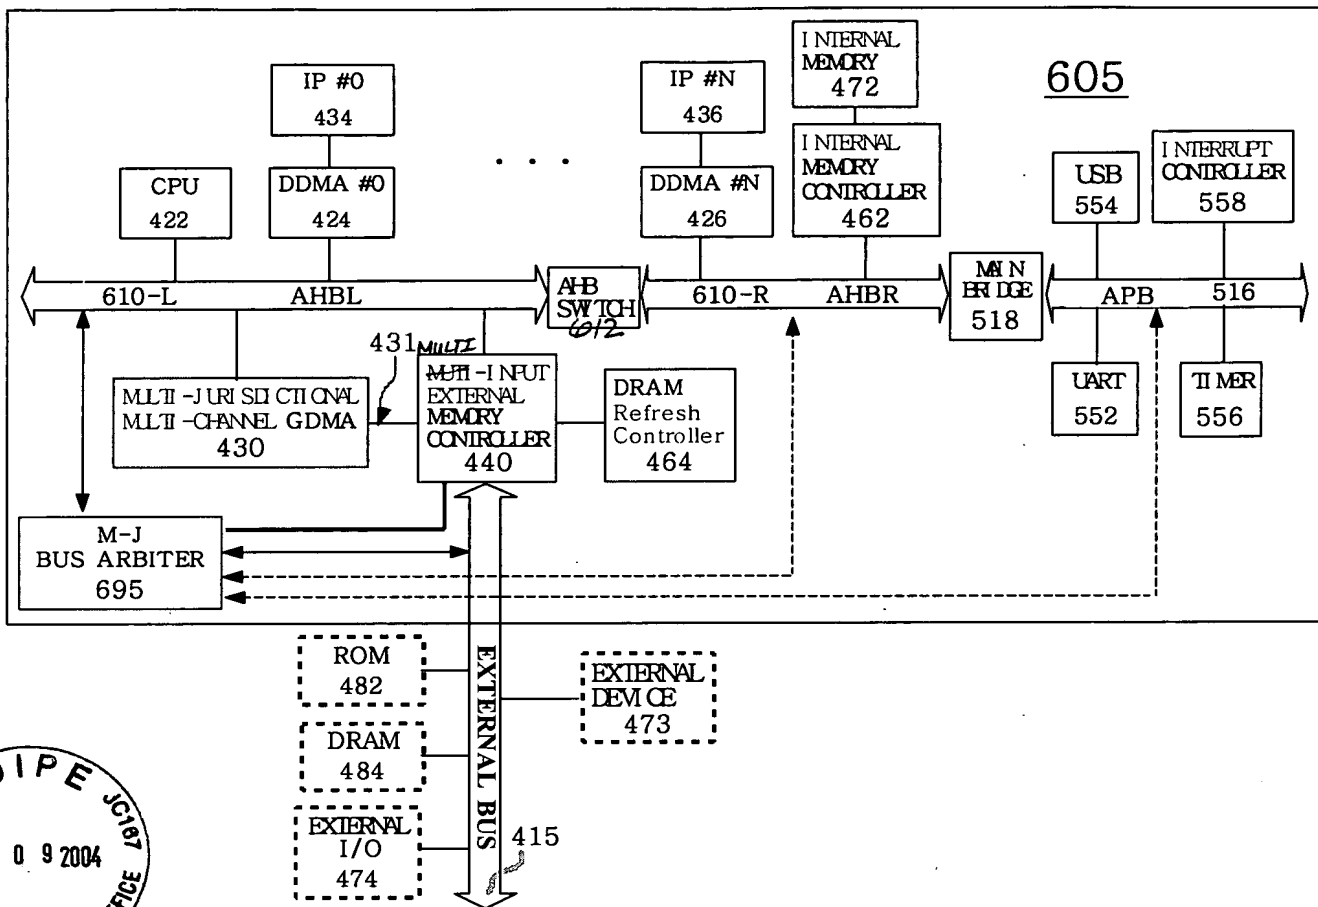 605
IP #0
434
IP #N
436
INTERNAL
MEMORY
472
CPU
422
DDMA #0
424
. . .
DDMA #N
426
INTERNAL
MEMORY
CONTROLLER
462
USB
554
INTERRUPT
CONTROLLER
558
610-L AHBL
AHB
SWITCH
612
610-R AHBR
MAIN
BRIDGE
518
APB 516
431
MULTI-JURISDICTIONAL
MULTI-CHANNEL GDMA
430
MULTI
MUTI-INPUT
EXTERNAL
MEMORY
CONTROLLER
440
DRAM
Refresh
Controller
464
UART
552
TIMER
556
M-J
BUS ARBITER
695
EXTERNAL BUS
ROM
482
EXTERNAL
DEVICE
473
DRAM
484
EXTERNAL
I/O
474
415
OIPE JC167
0 9 2004